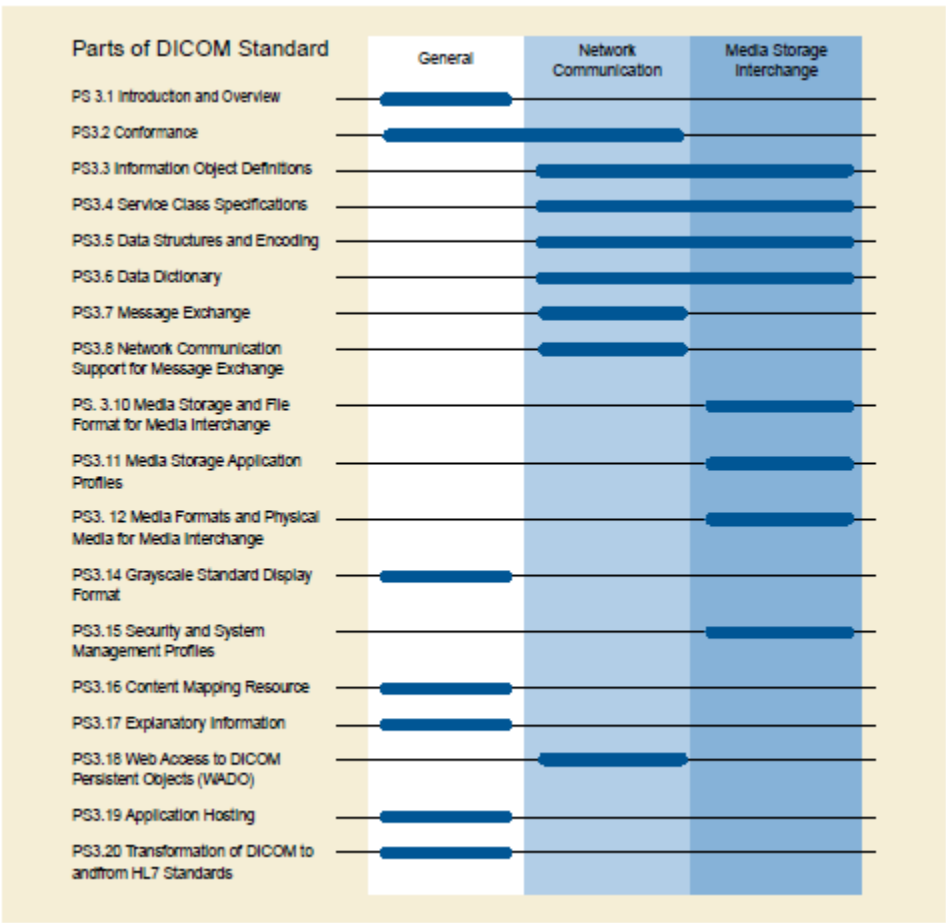 Parts of DICOM Standard
General
Network
Communication
Media Storage
Interchange
PS 3.1 Introduction and Overview
PS3.2 Conformance
PS3.3 Information Object Definitions
PS3.4 Service Class Specifications
PS3.5 Data Structures and Encoding
PS3.6 Data Dictionary
PS3.7 Message Exchange
PS3.8 Network Communication
Support for Message Exchange
PS. 3.10 Media Storage and File
Format for Media Interchange
PS3.11 Media Storage Application
Profiles
PS3. 12 Media Formats and Physical
Media for Media Interchange
PS3.14 Grayscale Standard Display
Format
PS3.15 Security and System
Management Profiles
PS3.16 Content Mapping Resource
PS3.17 Explanatory Information
PS3.18 Web Access to DICOM
Persistent Objects (WADO)
PS3.19 Application Hosting
PS3.20 Transformation of DICOM to
andfrom HL7 Standards